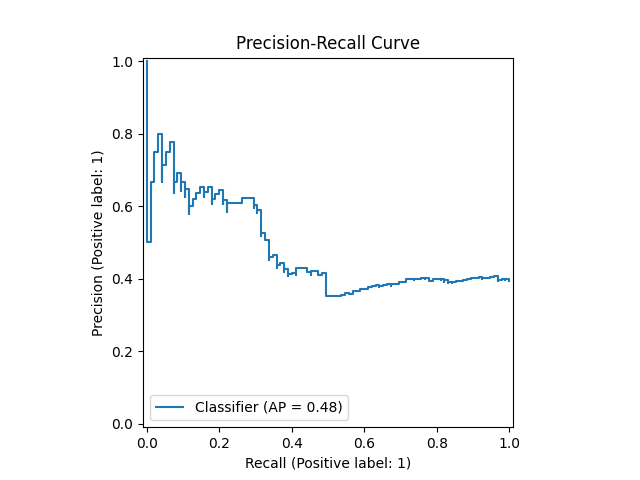 Precision-Recall Curve
1.0
0.8
0.6
0.4
0.2
0.0
Precision (Positive label: 1)
Classifier (AP = 0.48)
0.0 0.2 0.4 0.6 0.8 1.0
Recall (Positive label: 1)